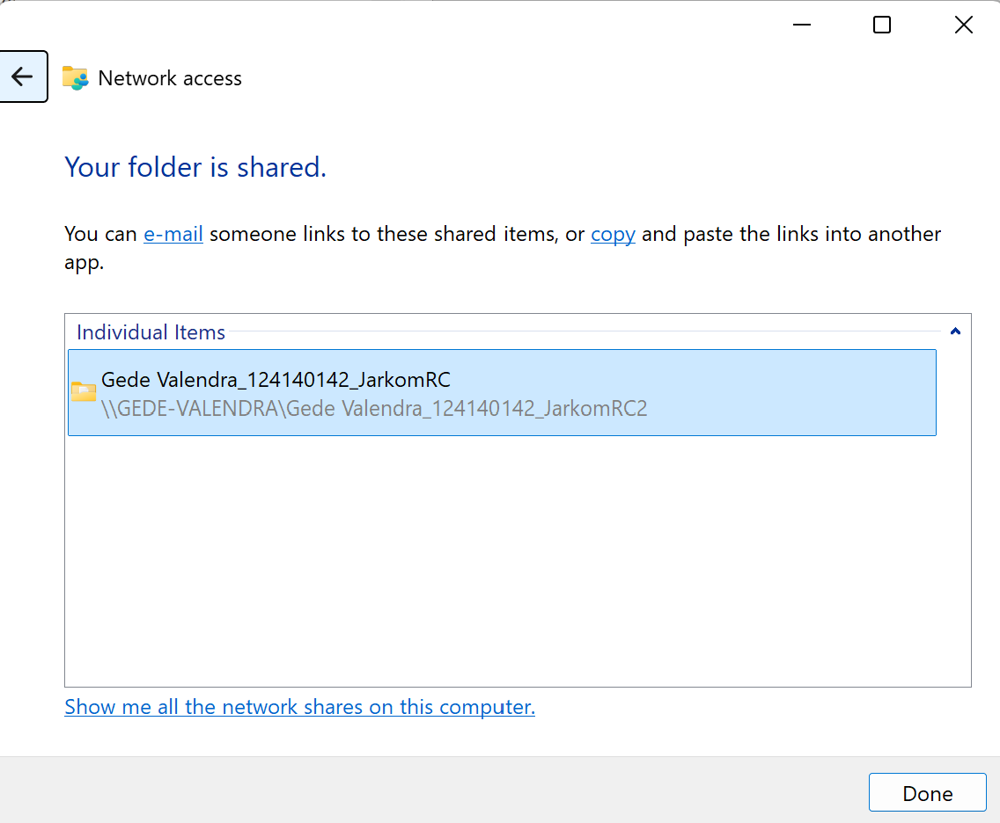 Network access
Your folder is shared.
You can e-mail someone links to these shared items, or copy and paste the links into another
app.
Individual Items
Gede Valendra_124140142_JarkomRC
\\GEDE-VALENDRA\Gede Valendra_124140142_JarkomRC2
Show me all the network shares on this computer.
Done